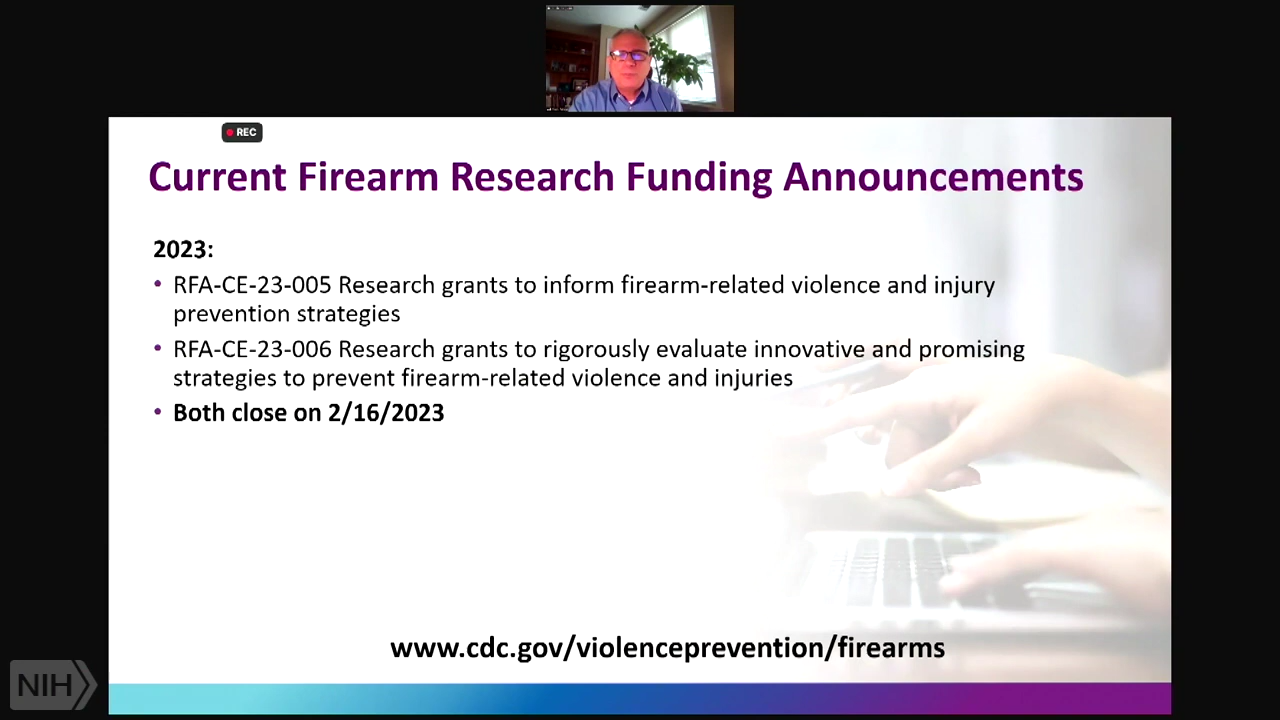 REC
Current Firearm Research Funding Announcements
2023:
• RFA-CE-23-005 Research grants to inform firearm-related violence and injury
prevention strategies
• RFA-CE-23-006 Research grants to rigorously evaluate innovative and promising
strategies to prevent firearm-related violence and injuries
• Both close on 2/16/2023
www.cdc.gov/violenceprevention/firearms
NIH